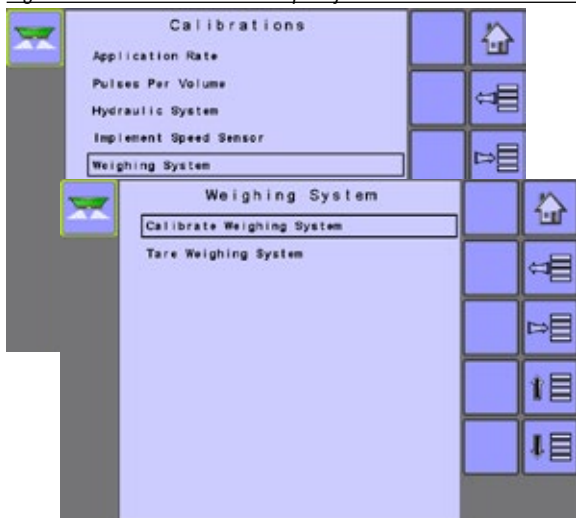 Calibrations
Application Rate
Pulses Per Volume
Hydraulic System
Implement Speed Sensor
Weighing System
Weighing System
Calibrate Weighing System
Tare Weighing System